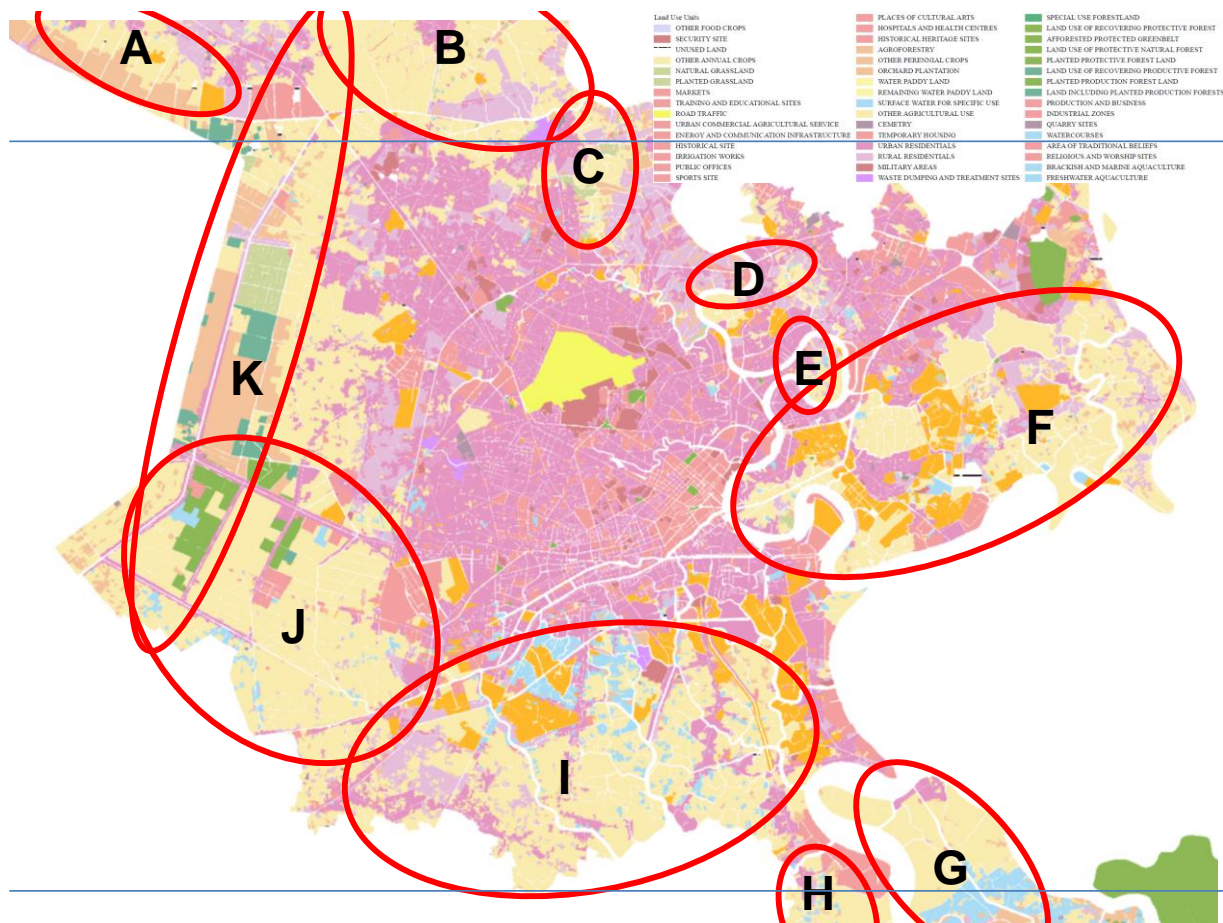 Land Use Units
OTHER FOOD CROPS
SECURITY SITE
UNUSED LAND
OTHER ANNUAL CROPS
NATURAL GRASSLAND
PLANTED GRASSLAND
MARKETS
TRAINING AND EDUCATIONAL SITES
ROAD TRAFFIC
URBAN COMMERCIAL AGRICULTURAL SERVICE
ENERGY AND COMMUNICATION INFRASTRUCTURE
HISTORICAL SITE
IRRIGATION WORKS
PUBLIC OFFICES
SPORTS SITE
PLACES OF CULTURAL ARTS
HOSPITALS AND HEALTH CENTRES
HISTORICAL HERITAGE SITES
AGROFORESTRY
OTHER PERENNIAL CROPS
ORCHARD PLANTATION
WATER PADDY LAND
REMAINING WATER PADDY LAND
SURFACE WATER FOR SPECIFIC USE
OTHER AGRICULTURAL USE
CEMETRY
TEMPORARY HOUSING
URBAN RESIDENTIALS
RURAL RESIDENTIALS
MILITARY AREAS
WASTE DUMPING AND TREATMENT SITES
SPECIAL USE FORESTLAND
LAND USE OF RECOVERING PROTECTIVE FOREST
AFFORESTED PROTECTED GREENBELT
LAND USE OF PROTECTIVE NATURAL FOREST
PLANTED PROTECTIVE FOREST LAND
LAND USE OF RECOVERING PRODUCTIVE FOREST
PLANTED PRODUCTION FOREST LAND
LAND INCLUDING PLANTED PRODUCTION FORESTS
PRODUCTION AND BUSINESS
INDUSTRIAL ZONES
QUARRY SITES
WATERCOURSES
AREA OF TRADITIONAL BELIEFS
RELIGIOUS AND WORSHIP SITES
BRACKISH AND MARINE AQUACULTURE
FRESHWATER AQUACULTURE
A
B
C
D
E
K
F
J
I
G
H